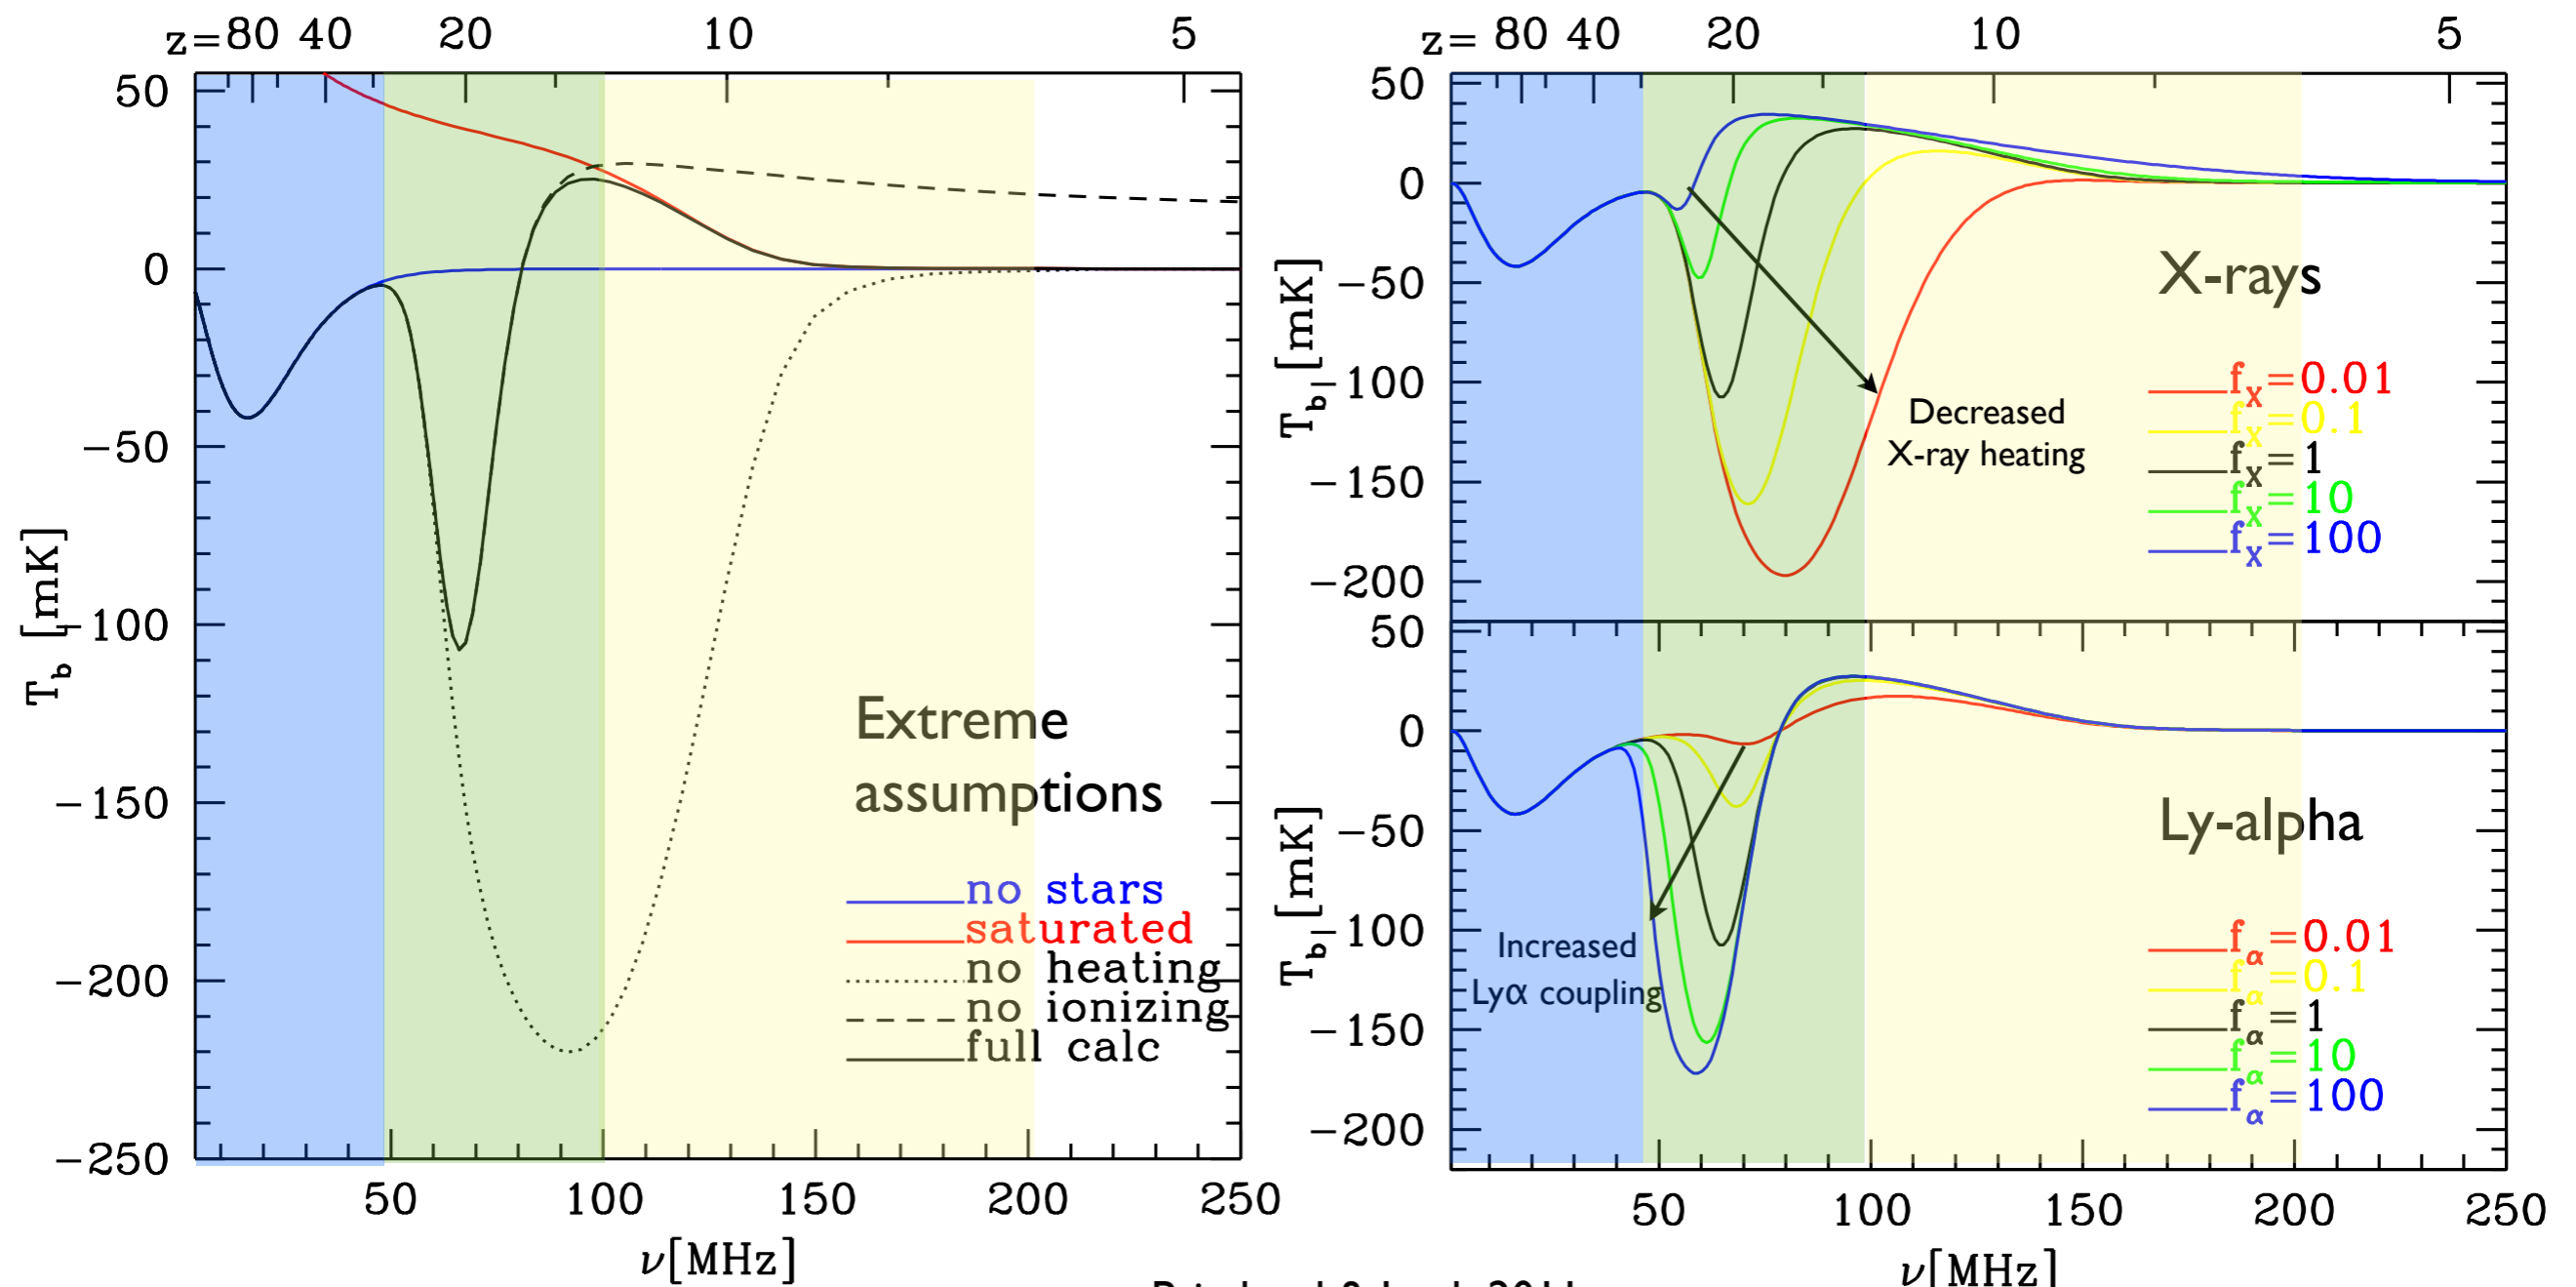 z=80 40 20 10 5
50
0
−50
−100
−150
−200
−250
T_b [mK]
Extreme
assumptions
no stars
saturated
no heating
no ionizing
full calc
50 100 150 200 250
ν[MHz]
z= 80 40 20 10 5
50
0
−50
−100
−150
−200
T_b [mK]
X-rays
Decreased
X-ray heating
f_X=0.01
f_X=0.1
f_X=1
f_X=10
f_X=100
50
0
−50
−100
−150
−200
T_b [mK]
Ly-alpha
Increased
Lyα coupling
f_α=0.01
f_α=0.1
f_α=1
f_α=10
f_α=100
50 100 150 200 250
ν[MHz]